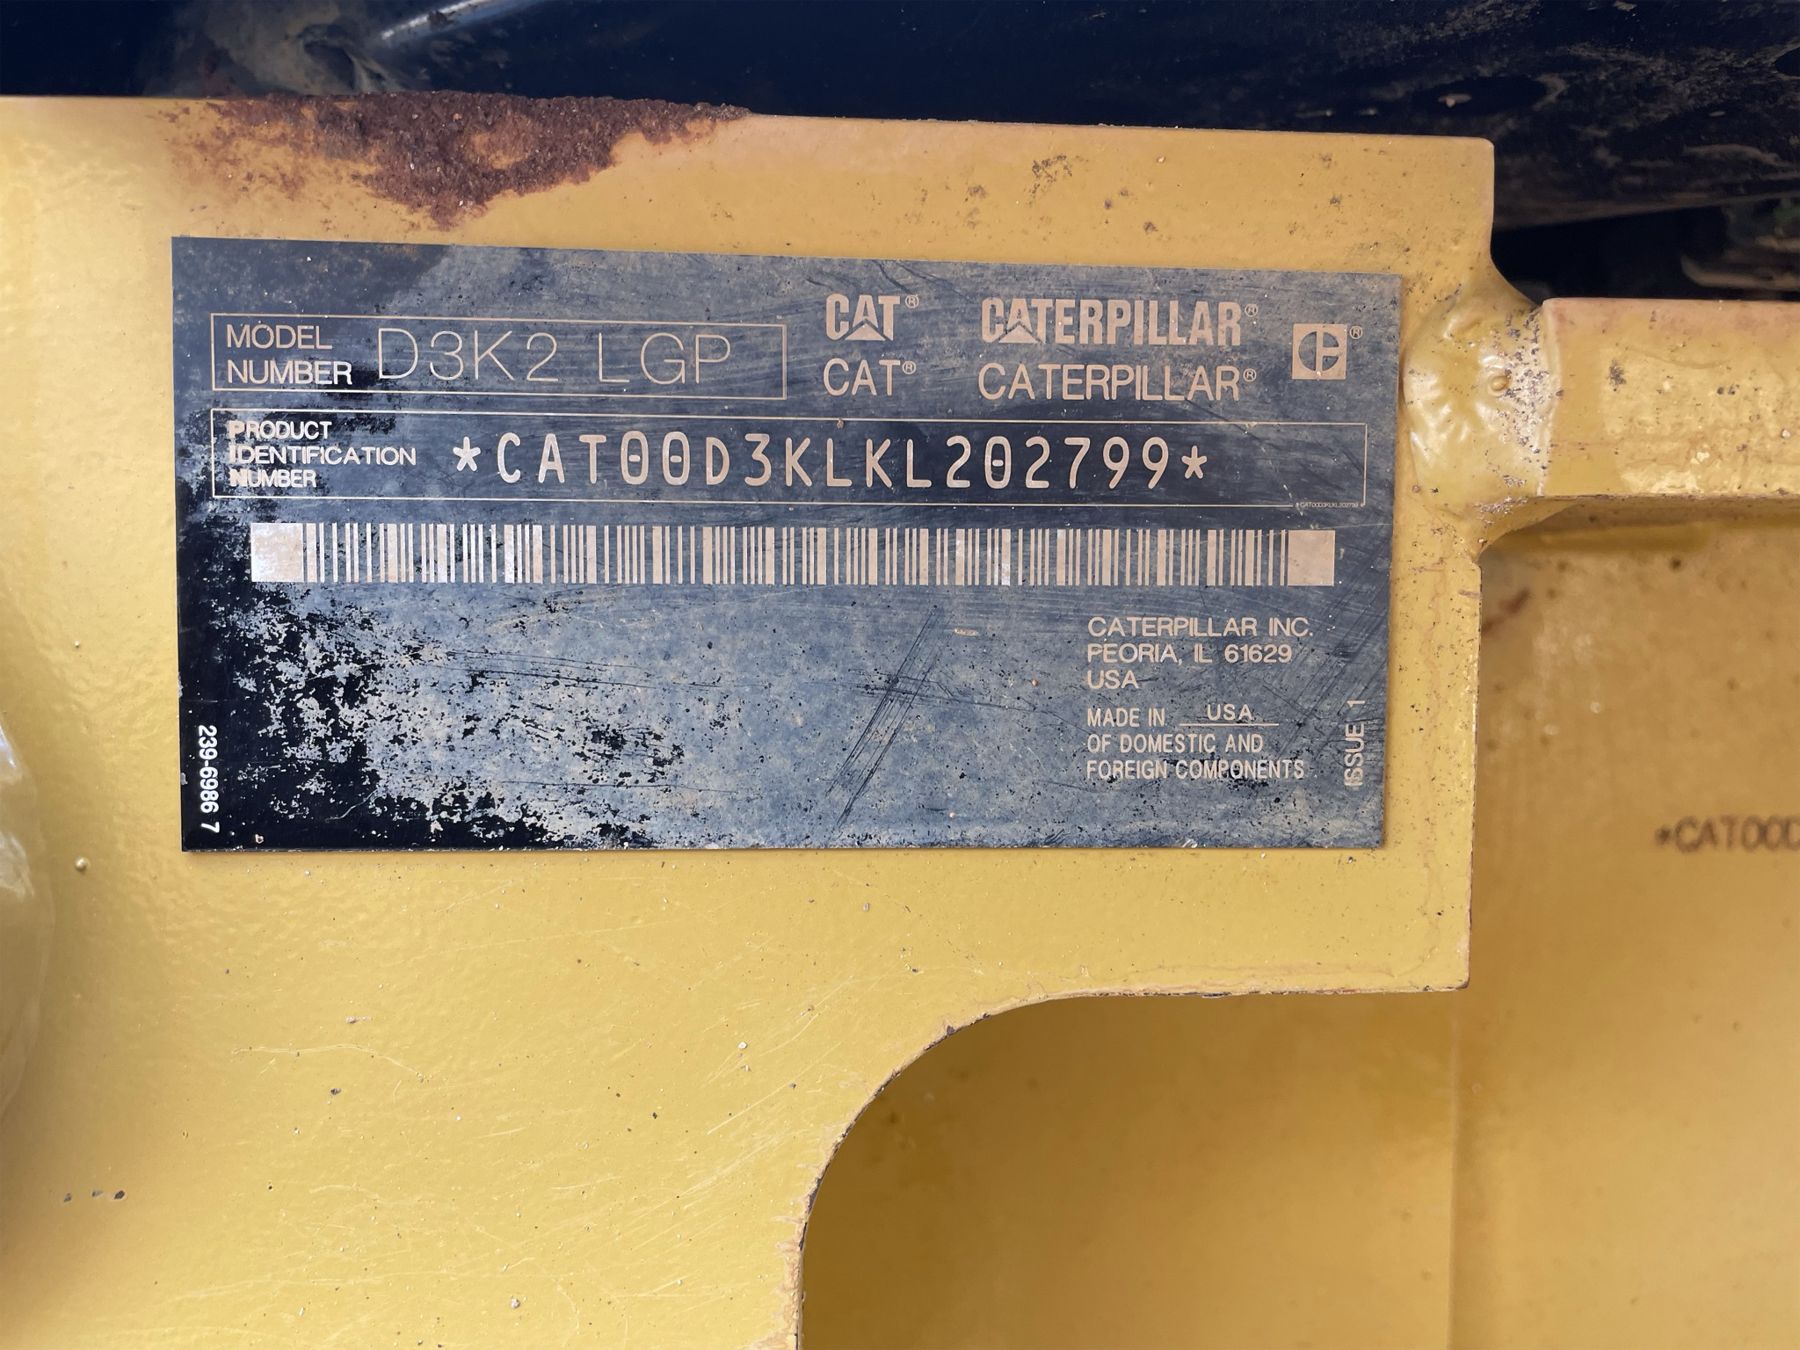 MODEL
NUMBER
D3K2 LGP
CAT® CATERPILLAR® ®
CAT® CATERPILLAR®
PRODUCT
IDENTIFICATION
NUMBER
*CAT00D3KLKL202799*
*CAT00D3KLKL202799*
CATERPILLAR INC.
PEORIA, IL 61629
USA
MADE IN USA
OF DOMESTIC AND
FOREIGN COMPONENTS
ISSUE 1
239-6986 7
*CAT00D